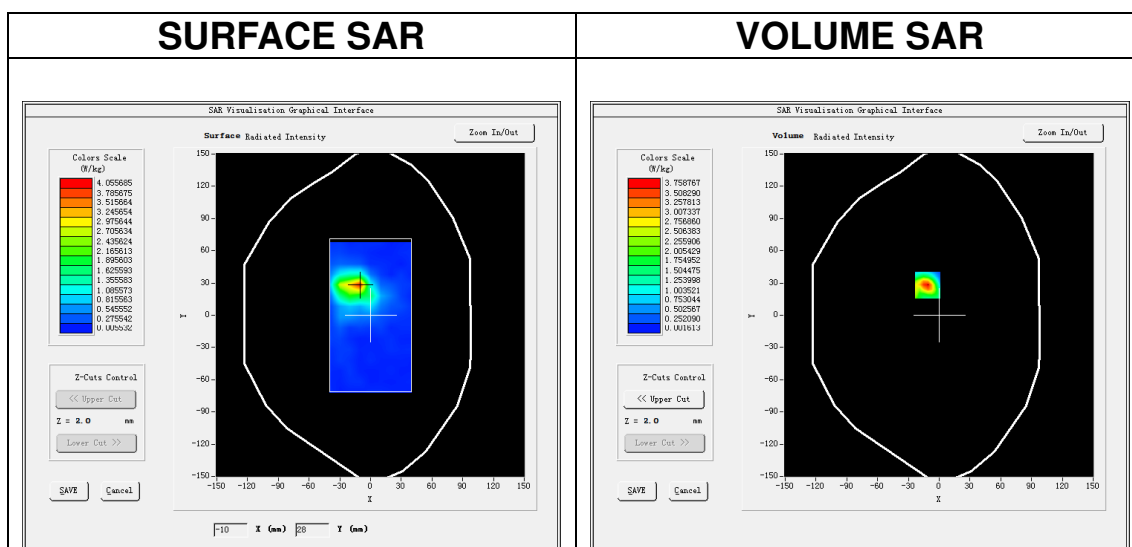 SURFACE SAR
VOLUME SAR
SAR Visualisation Graphical Interface
Surface Radiated Intensity
Zoom In/Out
Colors Scale
(W/kg)
4.055685
3.785675
3.515664
3.245654
2.975644
2.705634
2.435624
2.165613
1.895603
1.625593
1.355583
1.085573
0.815563
0.545552
0.275542
0.005532
Z-Cuts Control
<< Upper Cut
Z = 2.0 mm
Lower Cut >>
SAVE
Cancel
150
120
90
60
30
0
-30
-60
-90
-120
-150
Y
-150 -120 -90 -60 -30 0 30 60 90 120 150
X
-10 X (mm) 28 Y (mm)
SAR Visualisation Graphical Interface
Volume Radiated Intensity
Zoom In/Out
Colors Scale
(W/kg)
3.758767
3.508290
3.257813
3.007337
2.756860
2.506383
2.255906
2.005429
1.754952
1.504475
1.253998
1.003521
0.753044
0.502567
0.252090
0.001613
Z-Cuts Control
<< Upper Cut
Z = 2.0 mm
Lower Cut >>
SAVE
Cancel
150
120
90
60
30
0
-30
-60
-90
-120
-150
Y
-150 -120 -90 -60 -30 0 30 60 90 120 150
X